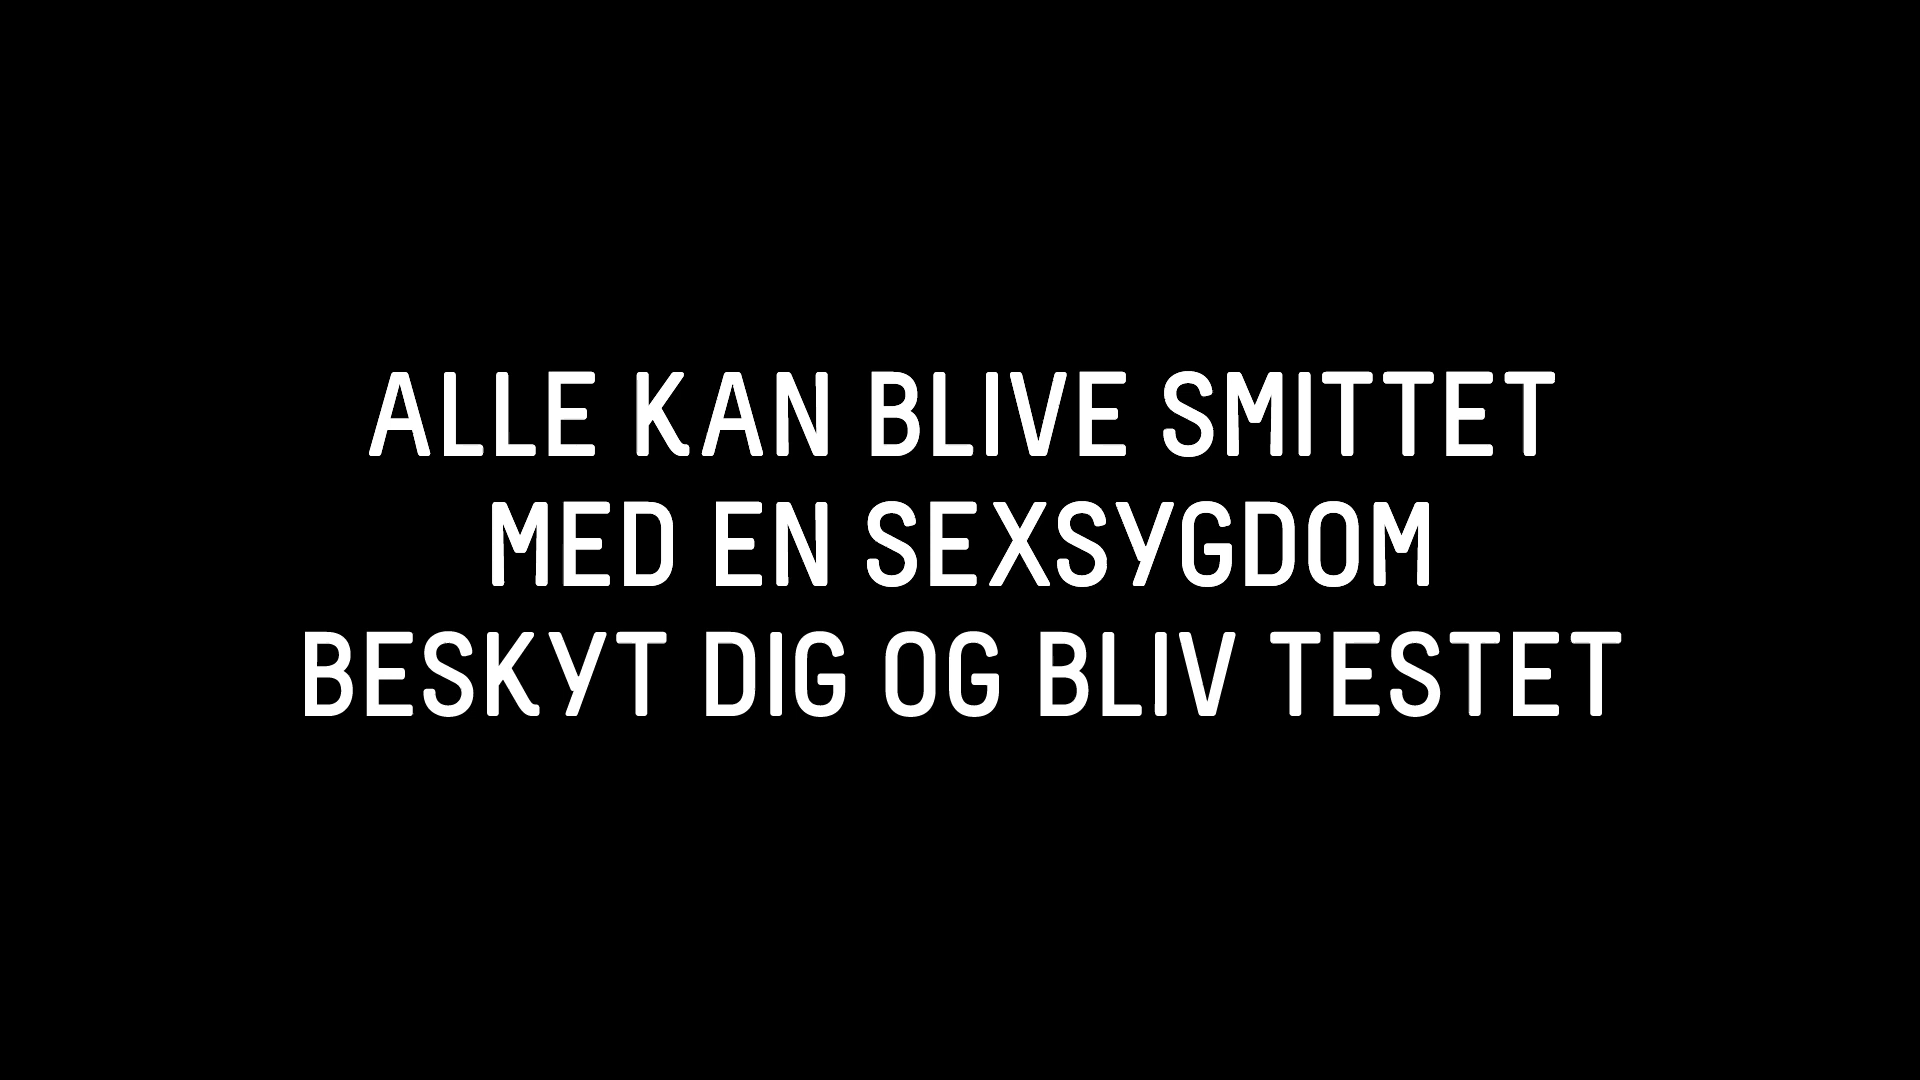 ALLE KAN BLIVE SMITTET
MED EN SEXSYGDOM
BESKYT DIG OG BLIV TESTET